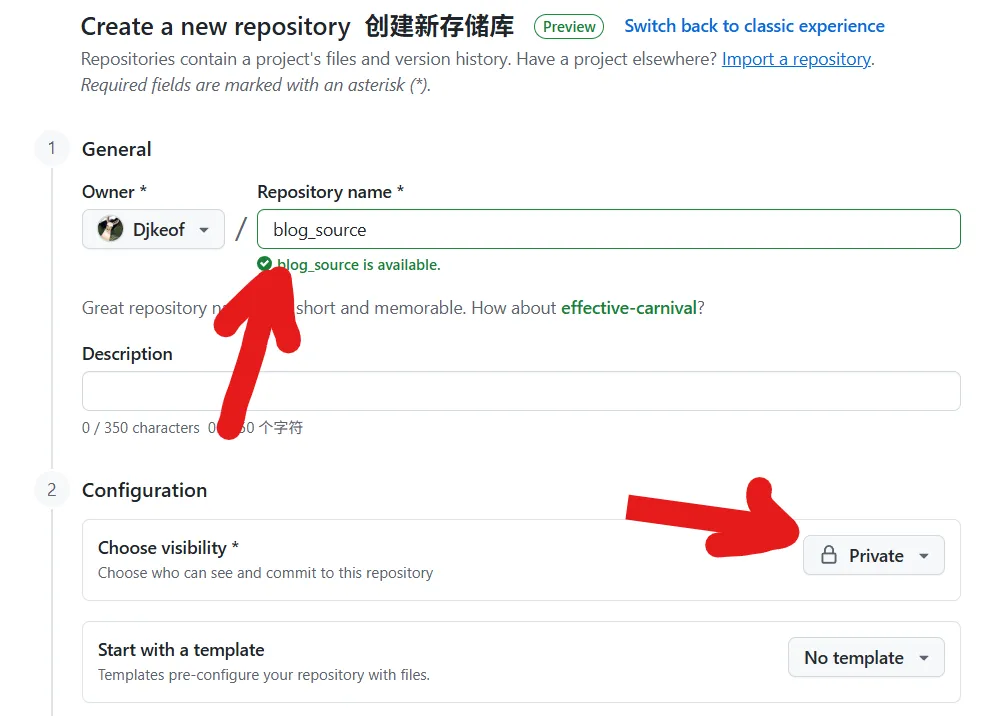 Create a new repository 创建新存储库 Preview Switch back to classic experience
Repositories contain a project's files and version history. Have a project elsewhere? Import a repository.
Required fields are marked with an asterisk (*).
1 General
Owner * Repository name *
Djkeof / blog_source
blog_source is available.
Great repository short and memorable. How about effective-carnival?
Description
0 / 350 characters 个字符
2 Configuration
Choose visibility *
Choose who can see and commit to this repository
Private
Start with a template
Templates pre-configure your repository with files.
No template